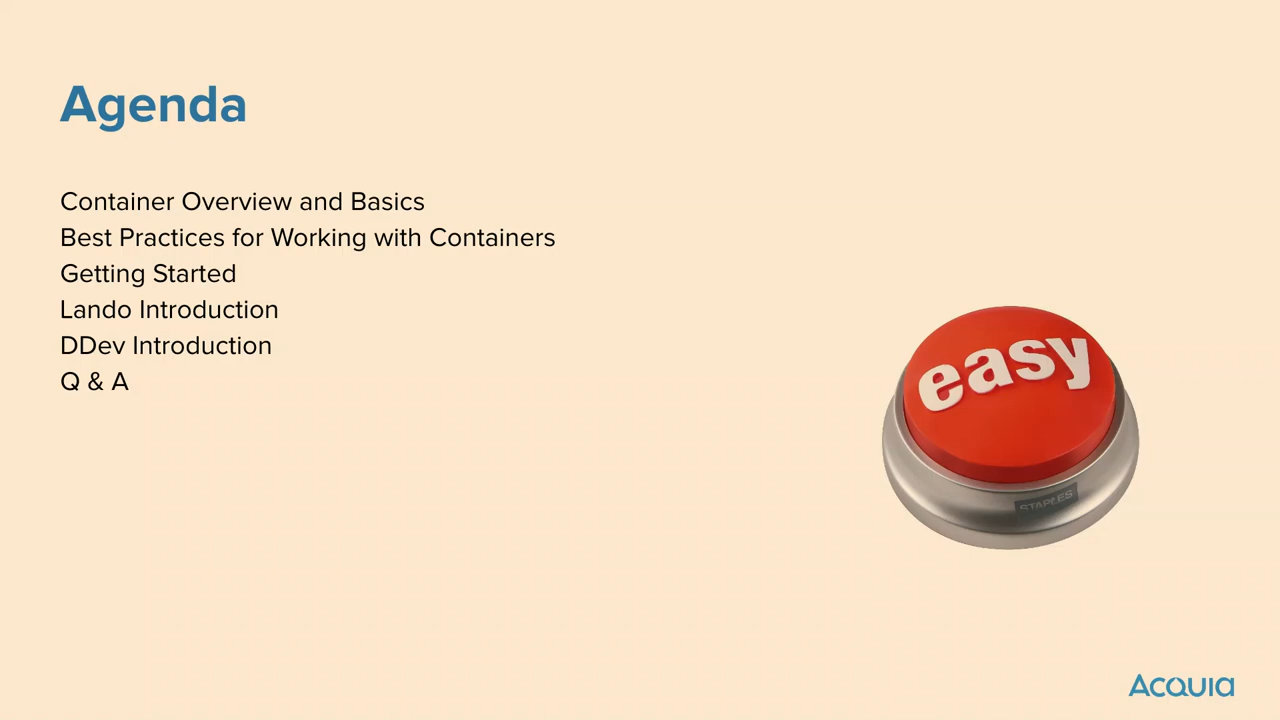 Agenda
Container Overview and Basics
Best Practices for Working with Containers
Getting Started
Lando Introduction
DDev Introduction
Q & A
easy
STAPLES
Acquia